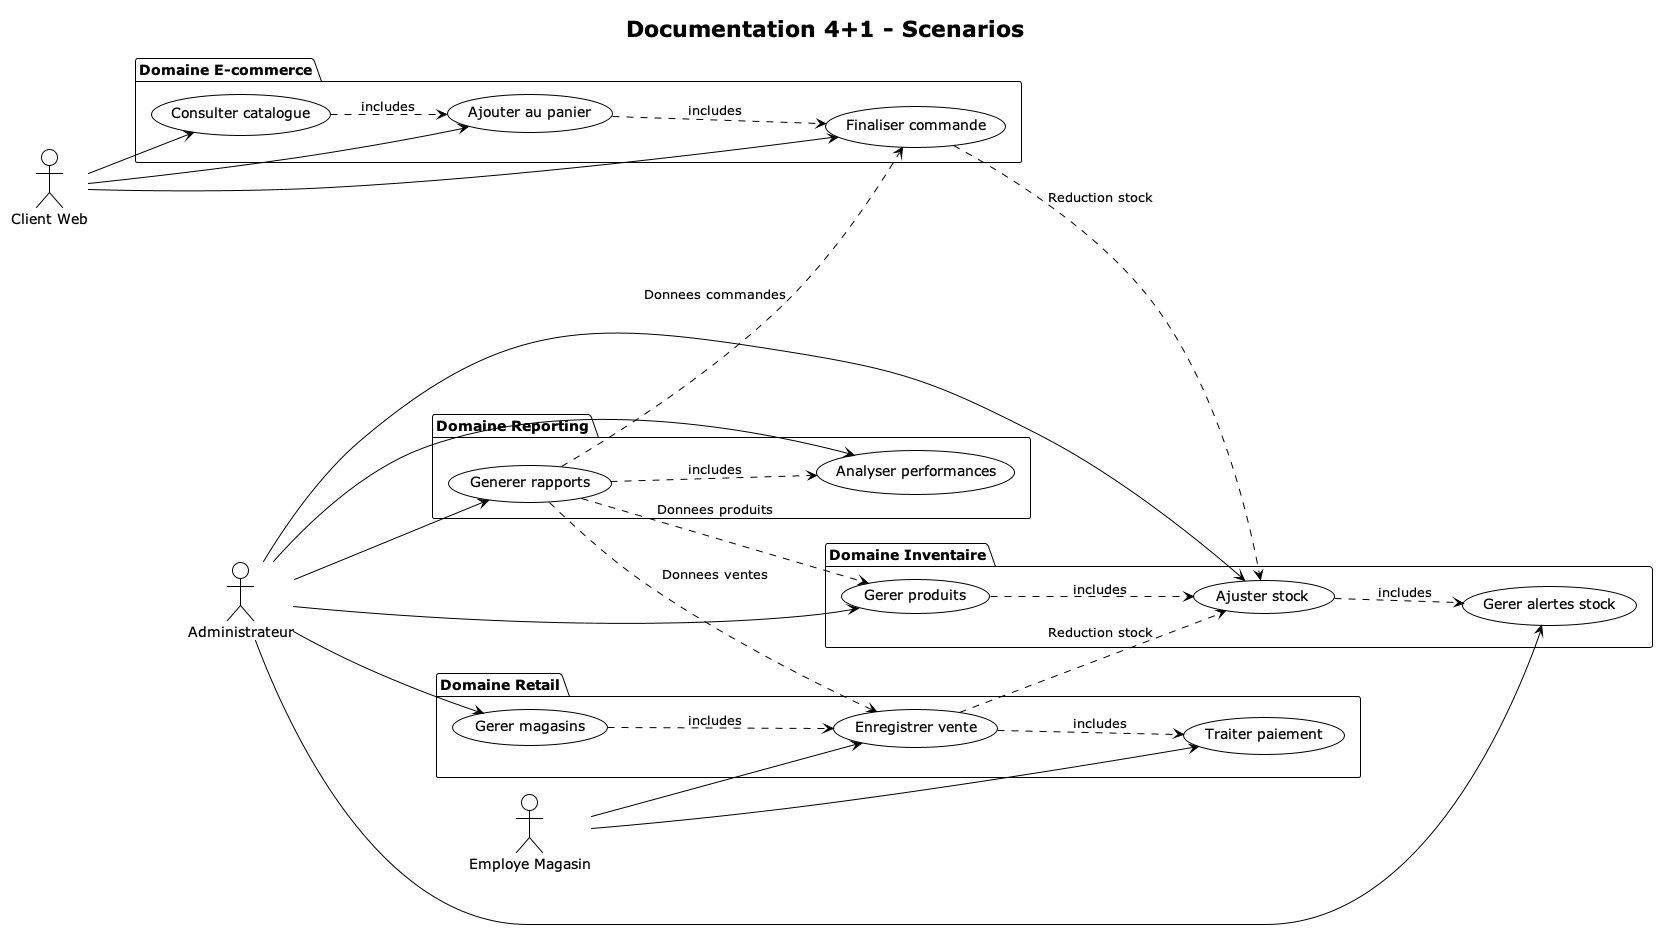 Documentation 4+1 - Scenarios
Domaine E-commerce
Consulter catalogue
includes
Ajouter au panier
includes
Finaliser commande
Client Web
Reduction stock
Donnees commandes
Domaine Reporting
Generer rapports
includes
Analyser performances
Donnees produits
Domaine Inventaire
Donnees ventes
Gerer produits
includes
Ajuster stock
includes
Gerer alertes stock
Administrateur
Reduction stock
Domaine Retail
Gerer magasins
includes
Enregistrer vente
includes
Traiter paiement
Employe Magasin